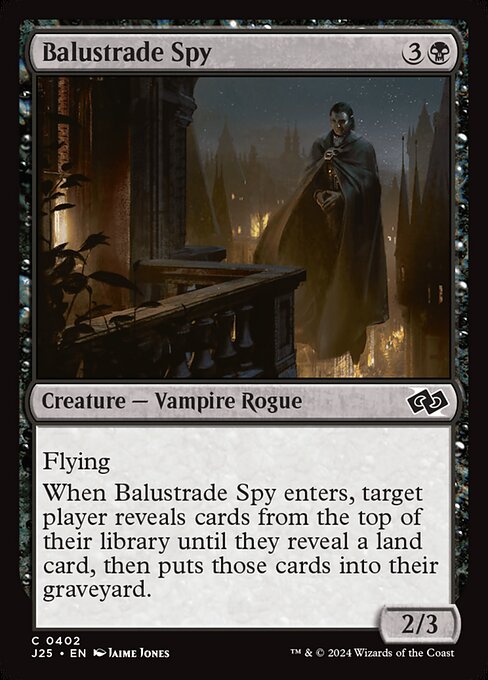 Balustrade Spy 3
Creature — Vampire Rogue
Flying
When Balustrade Spy enters, target
player reveals cards from the top of
their library until they reveal a land
card, then puts those cards into their
graveyard.
2/3
C 0402
J25 • EN Jaime Jones
™ & © 2024 Wizards of the Coast